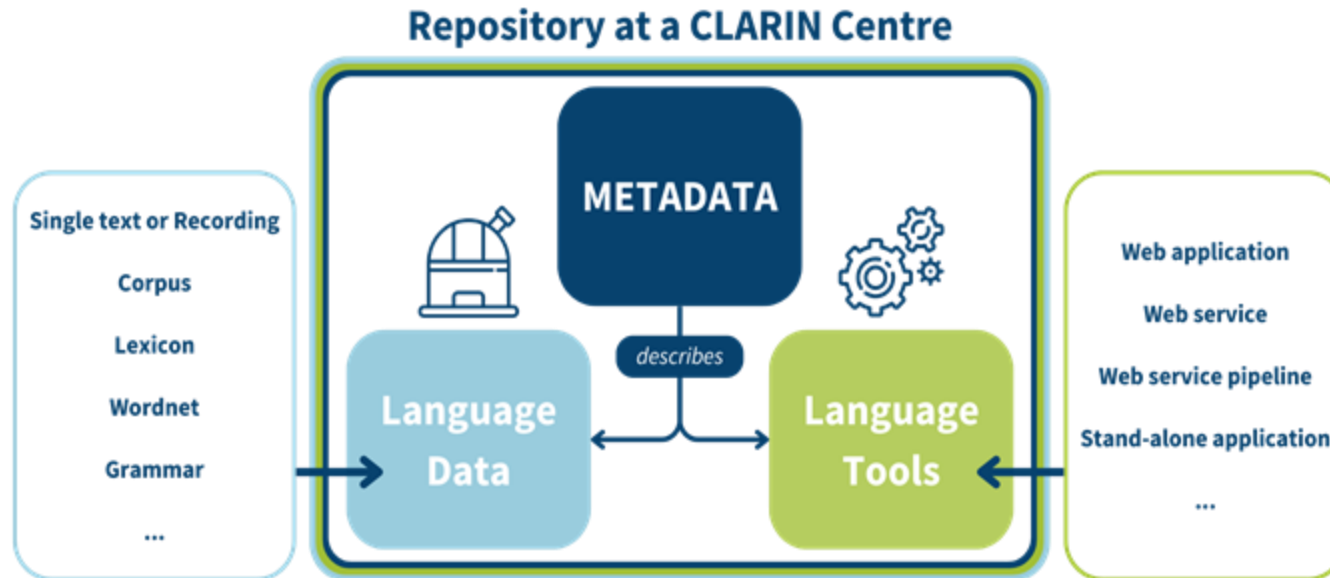 Repository at a CLARIN Centre
METADATA
describes
Language
Data
Language
Tools
Single text or Recording
Corpus
Lexicon
Wordnet
Grammar
...
Web application
Web service
Web service pipeline
Stand-alone application
...